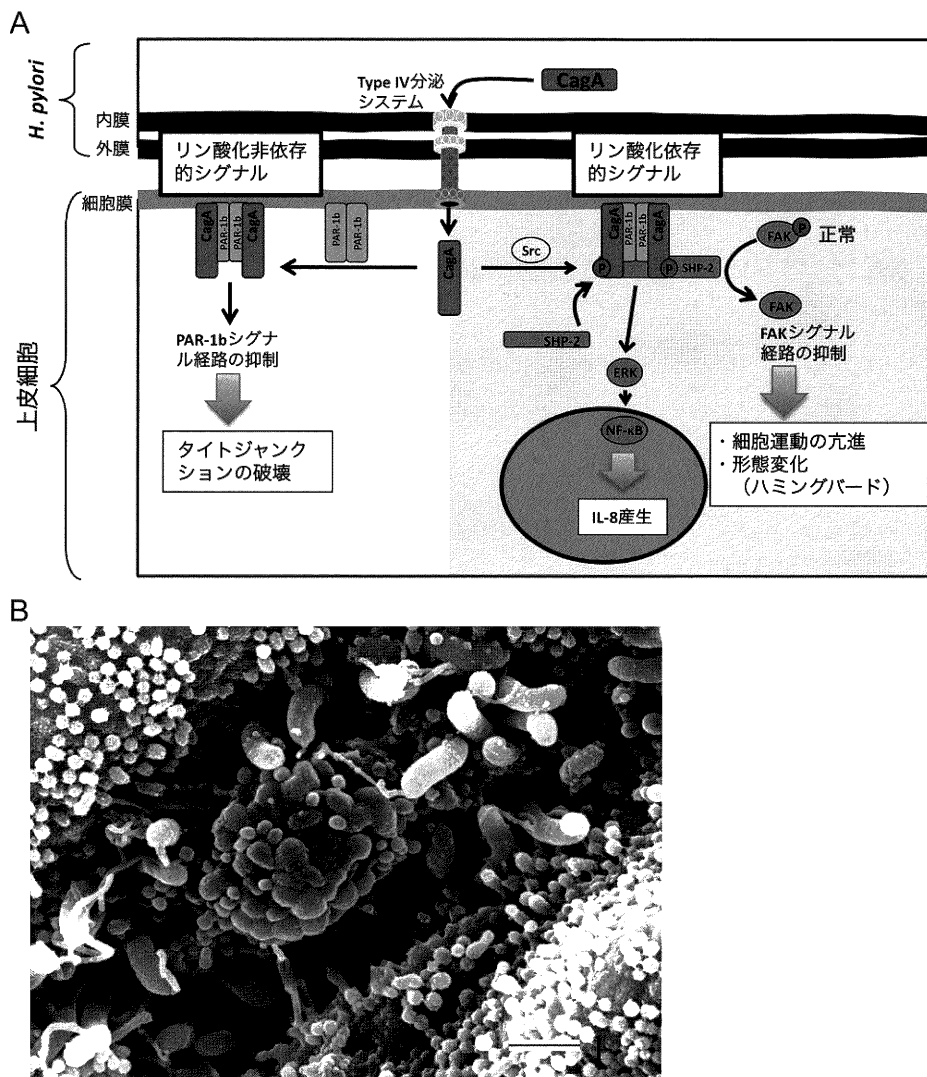 A
H. pylori
Type IV分泌
システム
CagA
内膜
外膜
リン酸化非依存
的シグナル
リン酸化依存
的シグナル
細胞膜
CagA
PAR-1b
PAR-1b
CagA
PAR-1b
PAR-1b
CagA
Src
CagA
PAR-1b
PAR-1b
CagA
P
P
SHP-2
FAK
P
正常
FAK
SHP-2
PAR-1bシグナ
ル経路の抑制
ERK
FAKシグナル
経路の抑制
上皮細胞
タイトジャンク
ションの破壊
NF-κB
IL-8産生
・細胞運動の亢進
・形態変化
（ハミングバード）
B